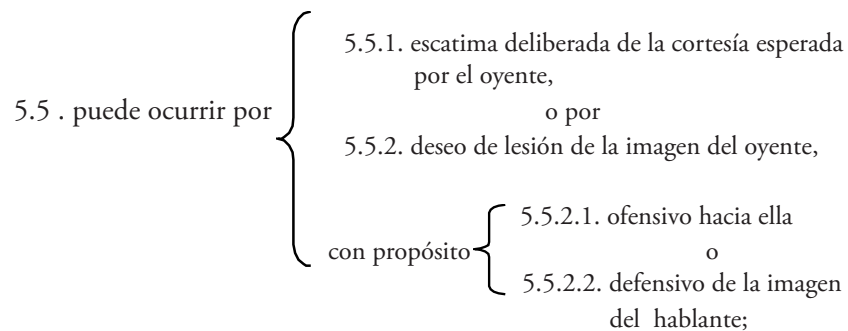 5.5.1. escatima deliberada de la cortesía esperada
por el oyente,
5.5 . puede ocurrir por
o por
5.5.2. deseo de lesión de la imagen del oyente,
5.5.2.1. ofensivo hacia ella
con propósito
o
5.5.2.2. defensivo de la imagen
del hablante;